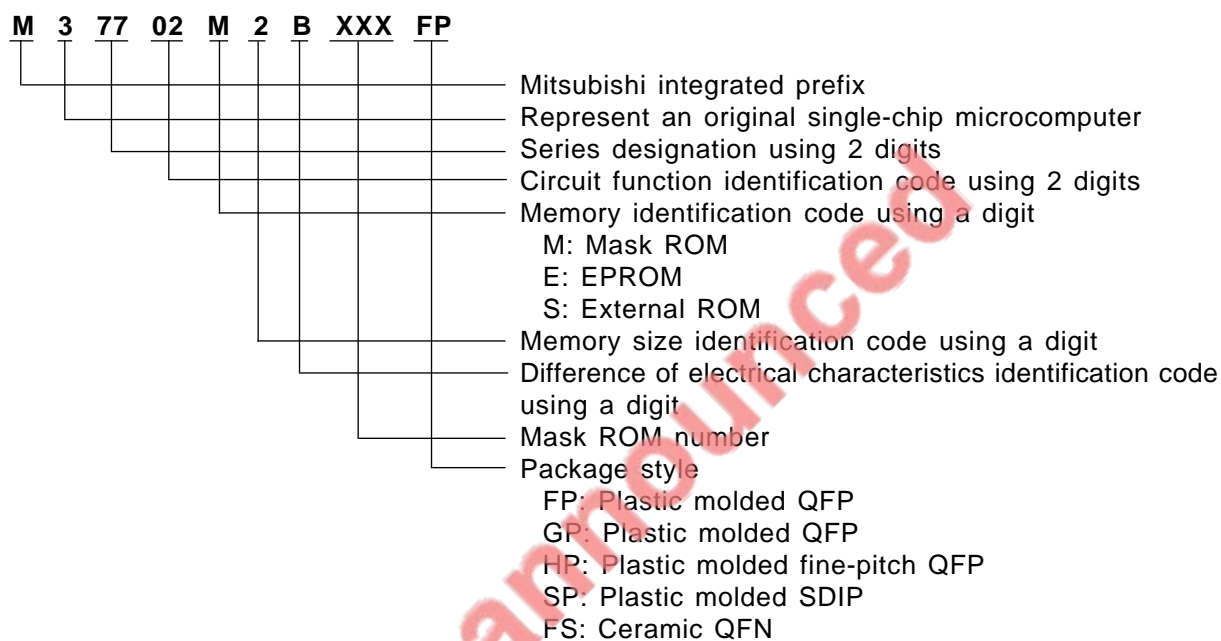 M 3 77 02 M 2 B XXX FP
Mitsubishi integrated prefix
Represent an original single-chip microcomputer
Series designation using 2 digits
Circuit function identification code using 2 digits
Memory identification code using a digit
M: Mask ROM
E: EPROM
S: External ROM
Memory size identification code using a digit
Difference of electrical characteristics identification code
using a digit
Mask ROM number
Package style
FP: Plastic molded QFP
GP: Plastic molded QFP
HP: Plastic molded fine-pitch QFP
SP: Plastic molded SDIP
FS: Ceramic QFN
announced